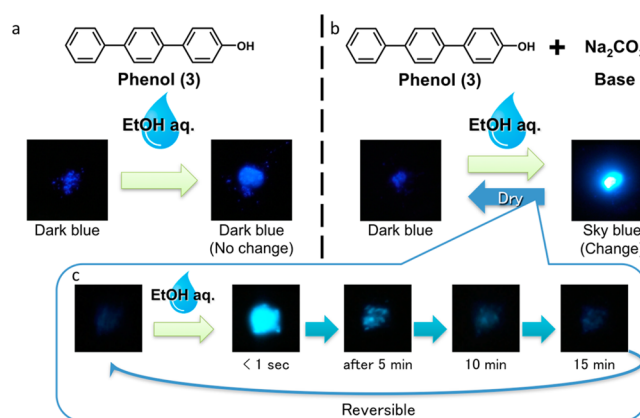 a
OH
Phenol (3)
EtOH aq.
Dark blue
Dark blue
(No change)
b
OH
+
Na₂CO₃
Phenol (3)
Base
EtOH aq.
Dry
Dark blue
Sky blue
(Change)
c
EtOH aq.
< 1 sec
after 5 min
10 min
15 min
Reversible